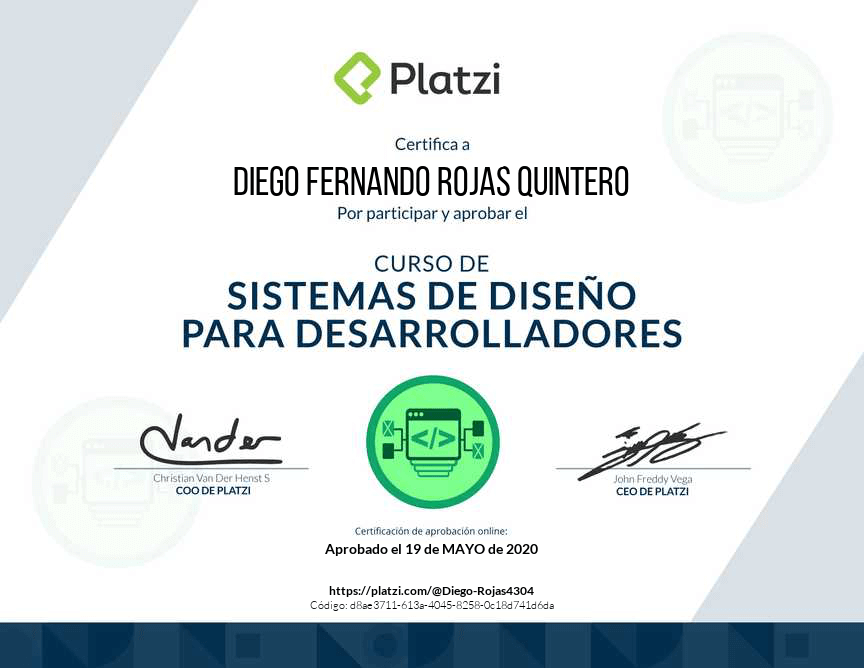 Platzi
Certifica a
DIEGO FERNANDO ROJAS QUINTERO
Por participar y aprobar el
CURSO DE
SISTEMAS DE DISEÑO
PARA DESARROLLADORES
</>
Christian Van Der Henst S
COO DE PLATZI
John Freddy Vega
CEO DE PLATZI
Certificación de aprobación online:
Aprobado el 19 de MAYO de 2020
https://platzi.com/@Diego-Rojas4304
Código: d8ae3711-613a-4045-8258-0c18d741d6da